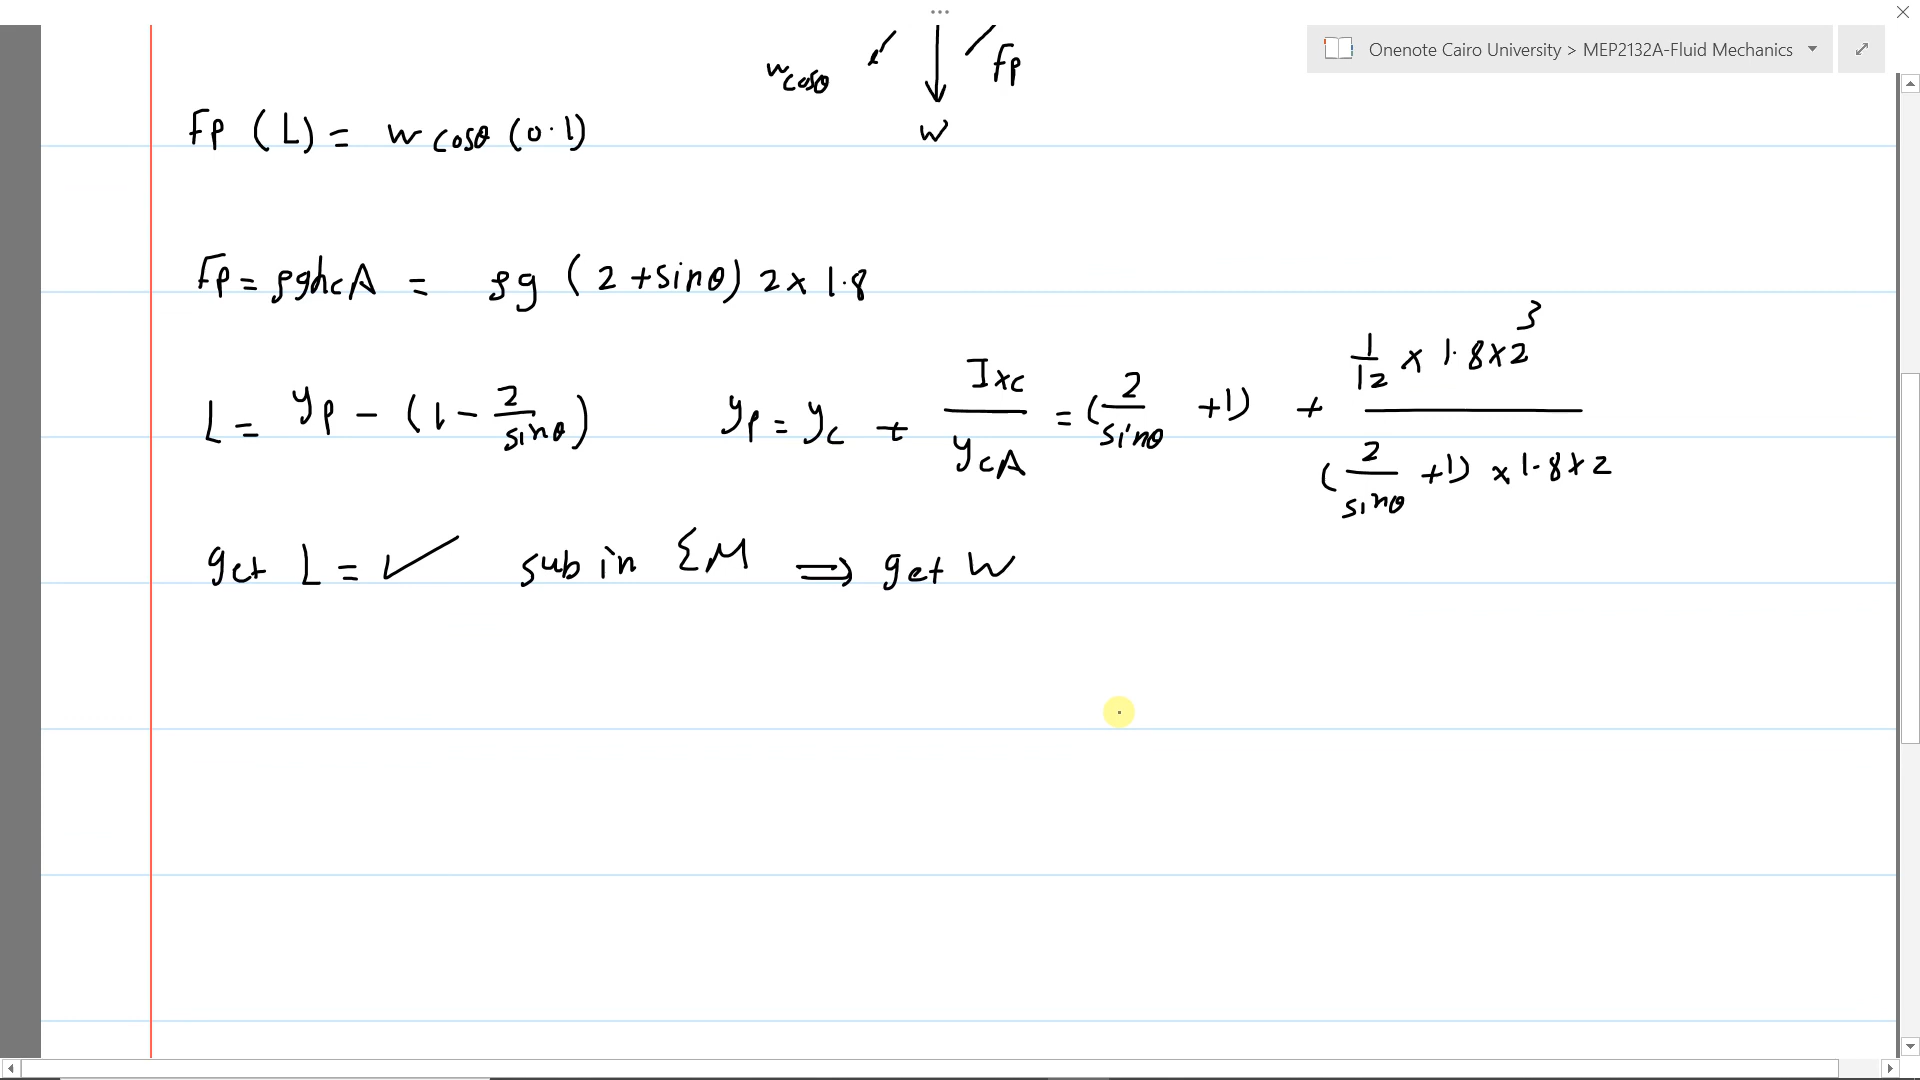 Onenote Cairo University > MEP2132A-Fluid Mechanics
w cosθ Fp
w
Fp (L) = w cosθ (0.1)
Fp = ρghcA = ρg (2 + sinθ) 2 x 1.8
L = yp - (1 - 2/sinθ) yp = yc + Ixc/ycA = (2/sinθ + 1) + (1/12 x 1.8 x 2^3)/((2/sinθ + 1) x 1.8 x 2)
get L = ✓ sub in ΣM ⇒ get W